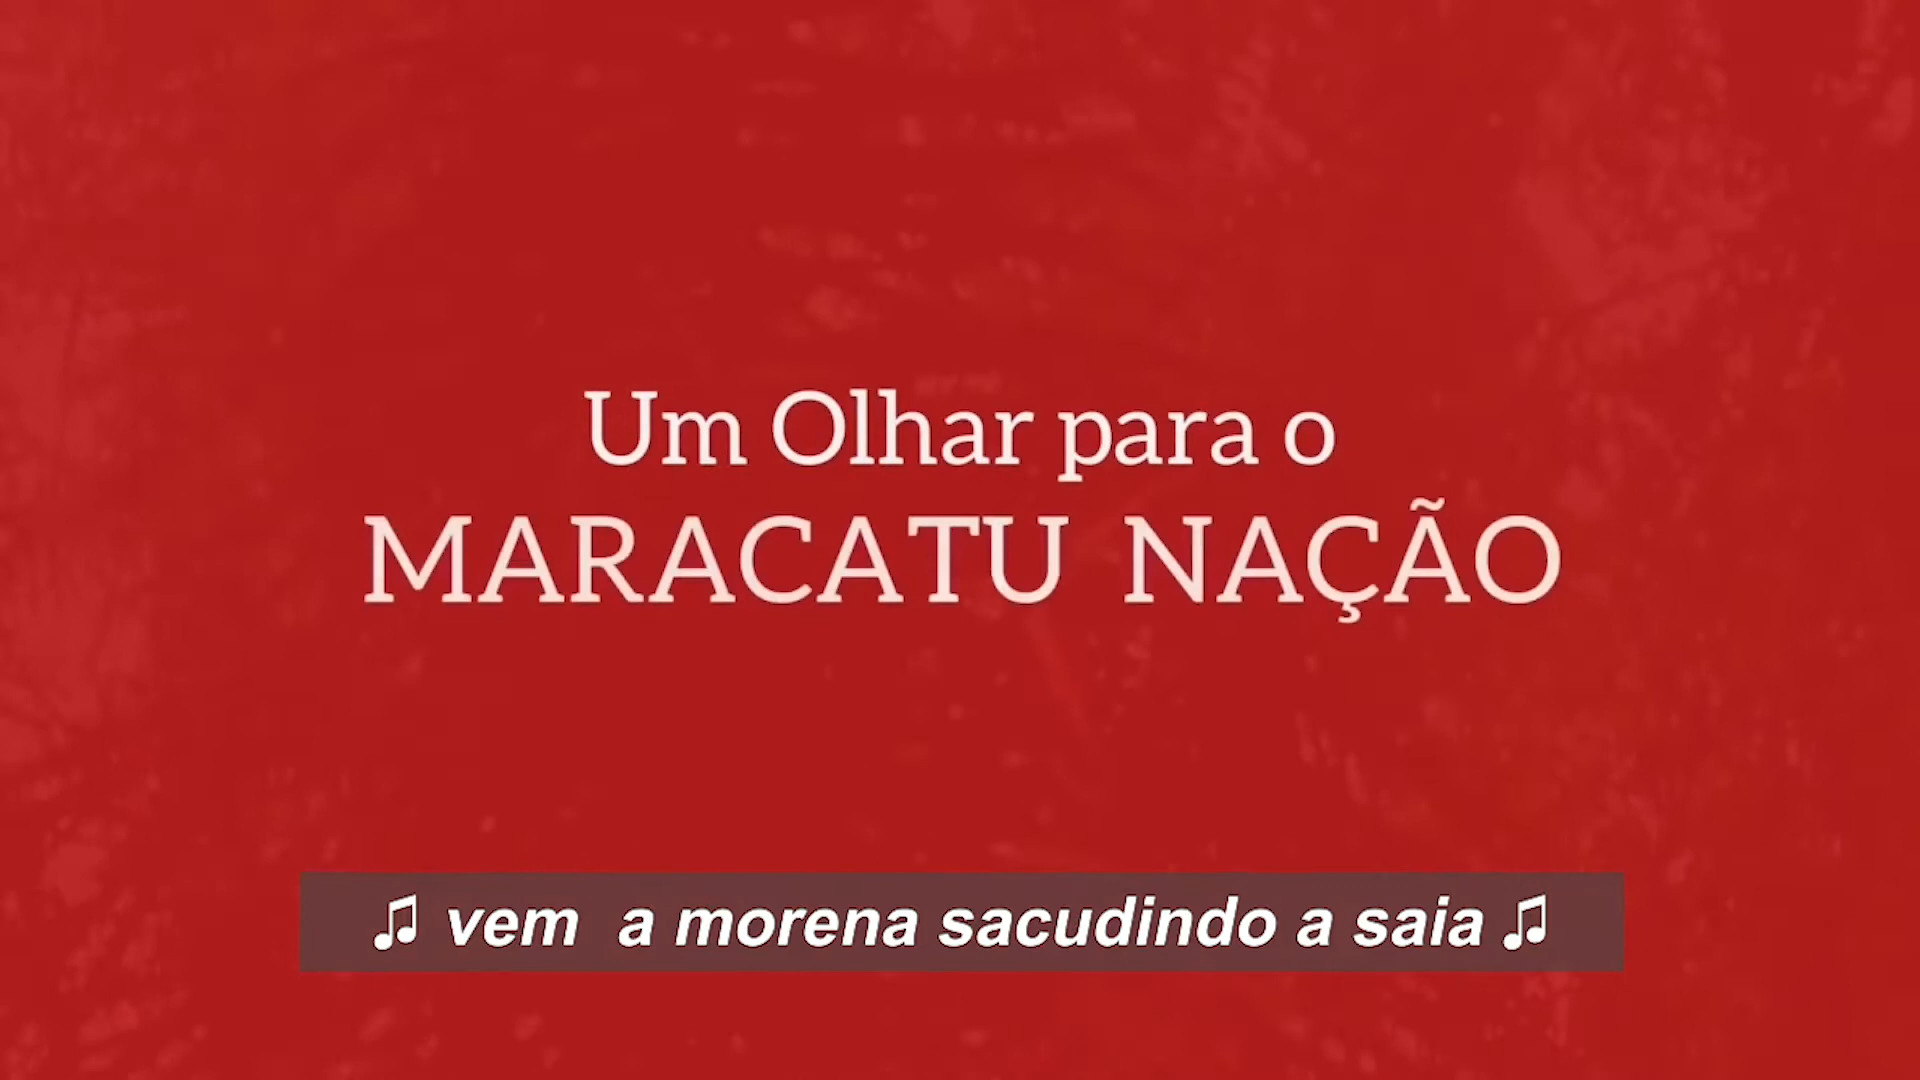 Um Olhar para o
MARACATU NAÇÃO
♫ vem  a morena sacudindo a saia ♫